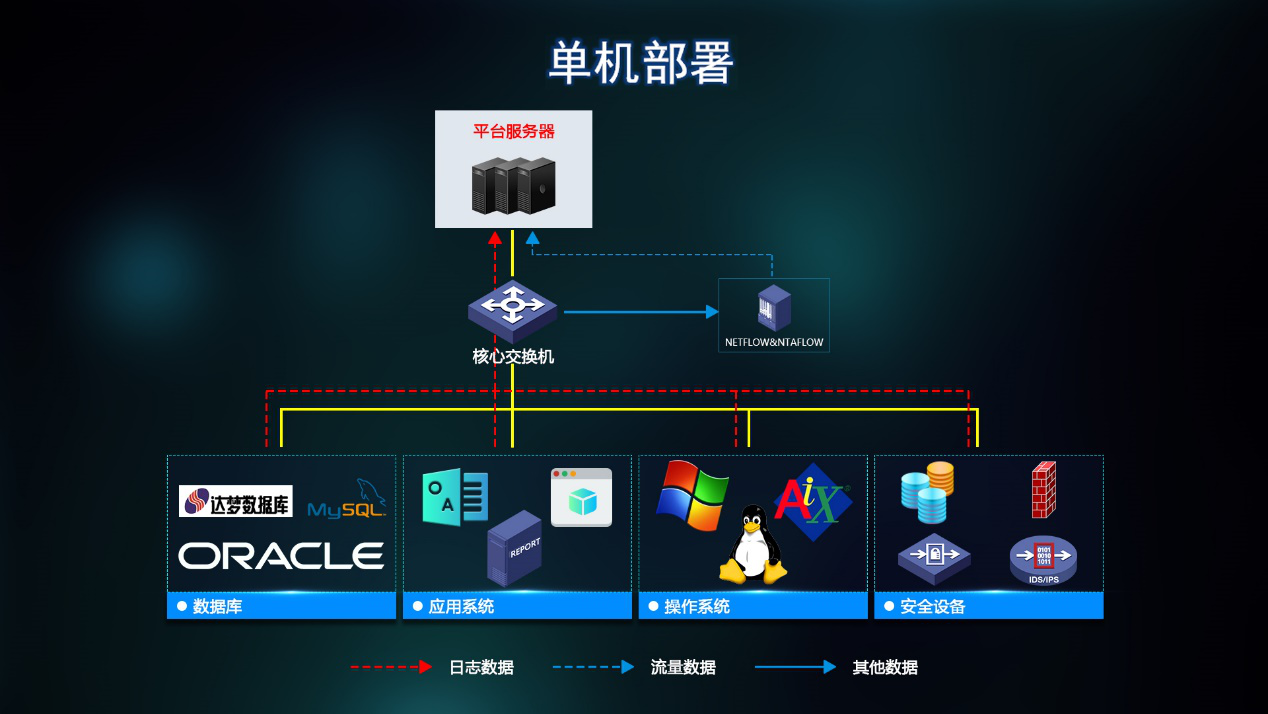 单机部署
平台服务器
核心交换机
NETFLOW&NTAFLOW
达梦数据库
MySQL
ORACLE
O
A
REPORT
AiX
0101
0010
1011
IDS/IPS
数据库
应用系统
操作系统
安全设备
日志数据
流量数据
其他数据